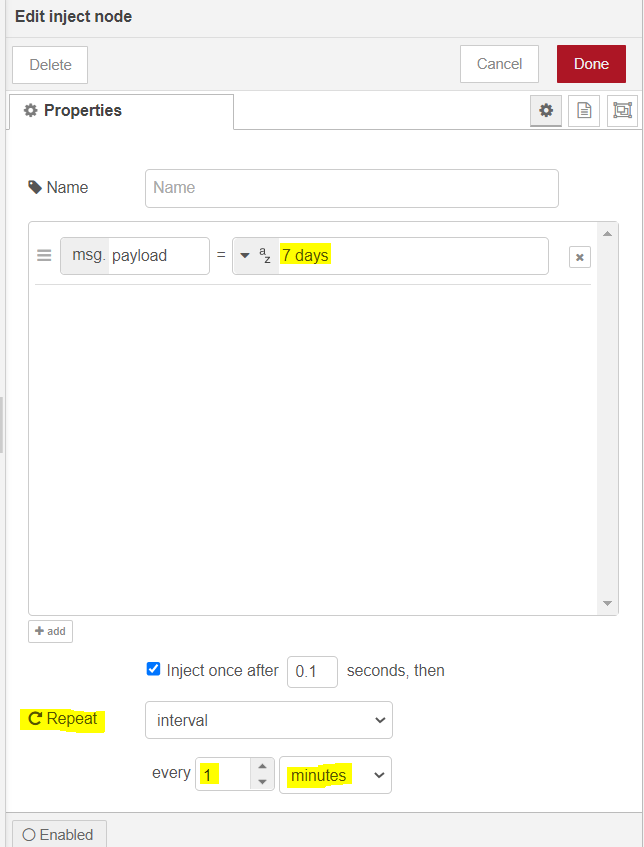 Edit inject node
Delete Cancel Done
Properties
Name Name
msg. payload = az 7 days
add
Inject once after 0.1 seconds, then
Repeat interval
every 1 minutes
Enabled